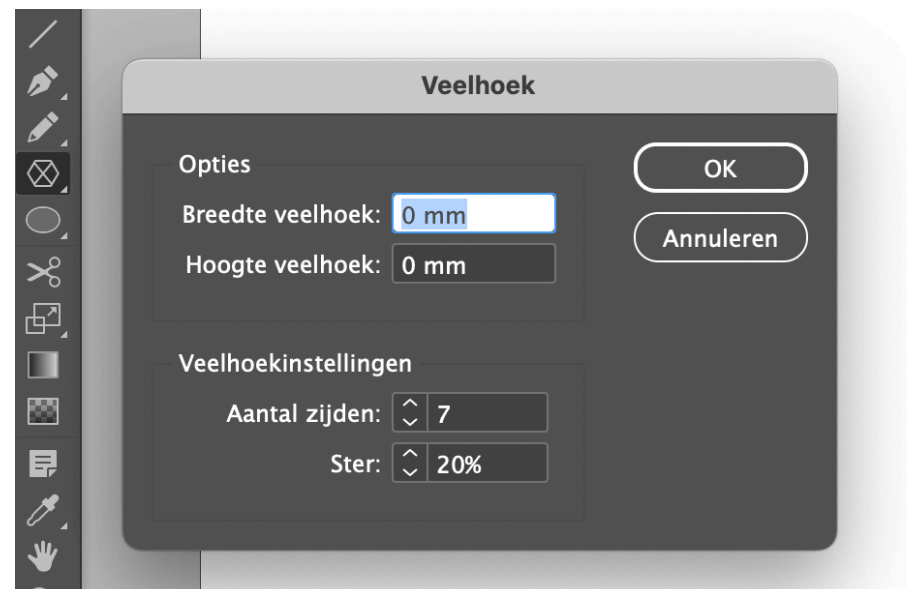 Veelhoek
Opties
Breedte veelhoek: 0 mm
Hoogte veelhoek: 0 mm
OK
Annuleren
Veelhoekinstellingen
Aantal zijden: 7
Ster: 20%